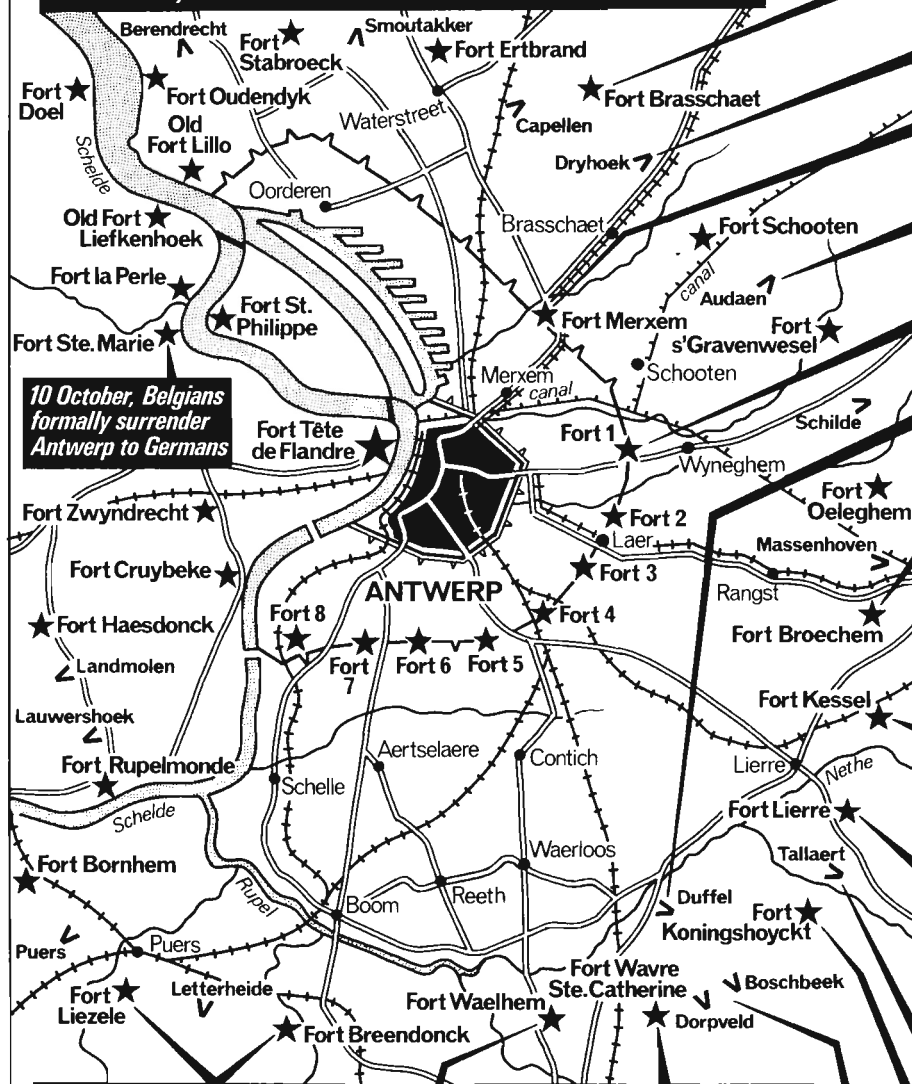 Berendrecht
Smoutakker
Fort
Stabroeck
Fort Ertbrand
Fort
Doel
Fort Oudendyk
Fort Brasschaet
Waterstreet
Capellen
Old
Fort Lillo
Dryhoek
Schelde
Oorderen
Old Fort
Liefkenhoek
Brasschaet
Fort Schooten
canal
Audaen
Fort la Perle
Fort St.
Philippe
Fort Ste. Marie
Fort Merxem
Fort
s'Gravenwesel
Schooten
Merxem
canal
10 October, Belgians
formally surrender
Antwerp to Germans
Fort Tête
de Flandre
Fort 1
Schilde
Wyneghem
Fort
Oeleghem
Fort Zwyndrecht
Fort 2
Laer
Massenhoven
Fort Cruybeke
Fort 3
Rangst
ANTWERP
Fort Haesdonck
Fort 8
Fort 4
Fort Broechem
Fort
7
Fort 6
Fort 5
Landmolen
Fort Kessel
Lauwershoek
Fort Rupelmonde
Aertselaere
Contich
Lierre
Nethe
Schelle
Schelde
Fort Lierre
Fort Bornhem
Waerloos
Tallaert
Rupel
Boom
Reeth
Duffel
Fort
Koningshoyckt
Puers
Puers
Fort
Liezele
Letterheide
Fort Wavre
Ste. Catherine
Boschbeek
Fort Waelhem
Dorpveld
Fort Breendonck